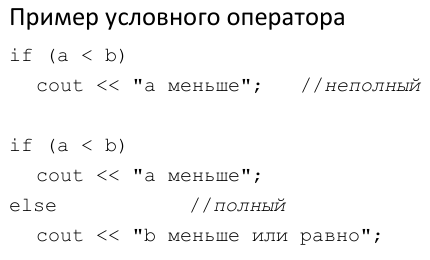 Пример условного оператора
if (a < b)
cout << "a меньше"; //неполный
if (a < b)
cout << "a меньше";
else //полный
cout << "b меньше или равно";